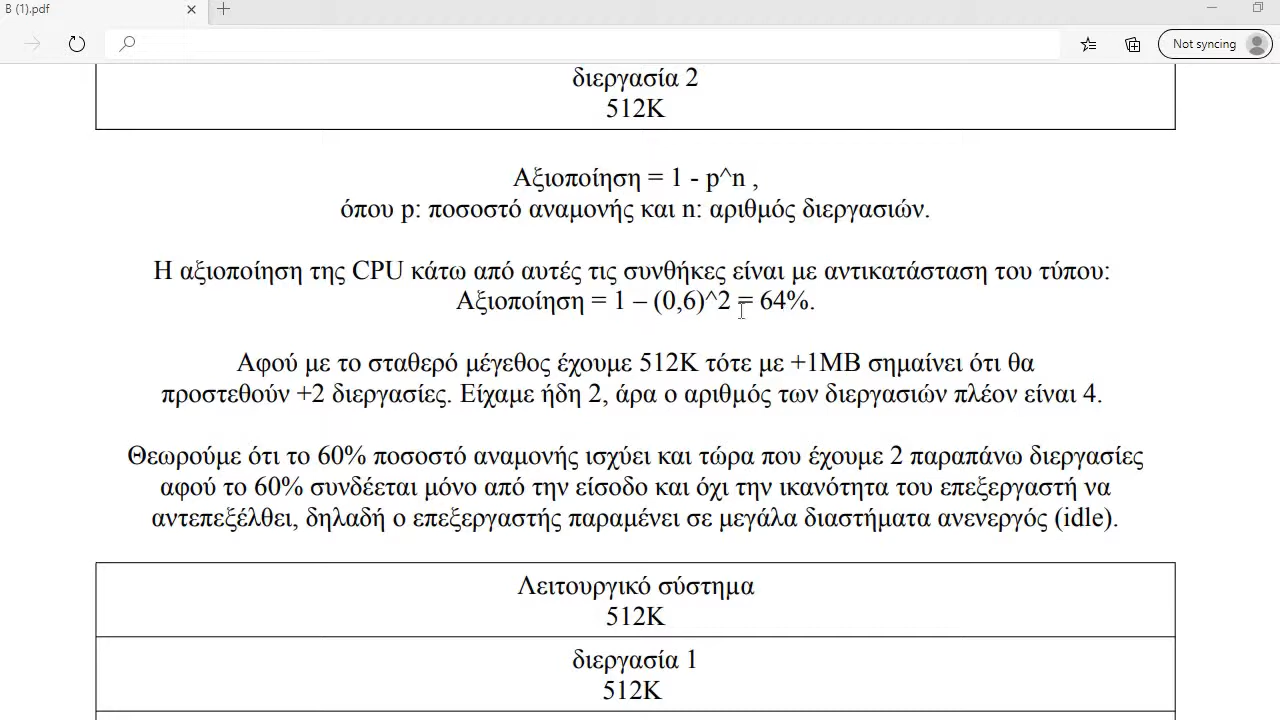 B (1).pdf
Not syncing
διεργασία 2
512K
Αξιοποίηση = 1 - p^n ,
όπου p: ποσοστό αναμονής και n: αριθμός διεργασιών.
Η αξιοποίηση της CPU κάτω από αυτές τις συνθήκες είναι με αντικατάσταση του τύπου:
Αξιοποίηση = 1 – (0,6)^2 = 64%.
Αφού με το σταθερό μέγεθος έχουμε 512K τότε με +1MB σημαίνει ότι θα
προστεθούν +2 διεργασίες. Είχαμε ήδη 2, άρα ο αριθμός των διεργασιών πλέον είναι 4.
Θεωρούμε ότι το 60% ποσοστό αναμονής ισχύει και τώρα που έχουμε 2 παραπάνω διεργασίες
αφού το 60% συνδέεται μόνο από την είσοδο και όχι την ικανότητα του επεξεργαστή να
αντεπεξέλθει, δηλαδή ο επεξεργαστής παραμένει σε μεγάλα διαστήματα ανενεργός (idle).
Λειτουργικό σύστημα
512K
διεργασία 1
512K